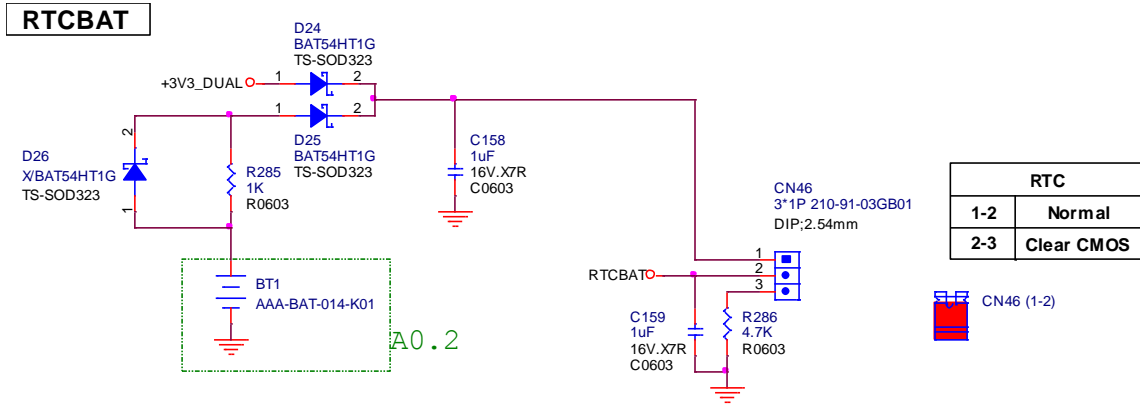 RTCBAT
D24
BAT54HT1G
TS-SOD323
+3V3_DUAL
1
2
1
2
D25
BAT54HT1G
TS-SOD323
2
D26
X/BAT54HT1G
TS-SOD323
1
R285
1K
R0603
C158
1uF
16V.X7R
C0603
BT1
AAA-BAT-014-K01
A0.2
CN46
3*1P 210-91-03GB01
DIP;2.54mm
1
2
3
RTCBAT
C159
1uF
16V.X7R
C0603
R286
4.7K
R0603
RTC
1-2 Normal
2-3 Clear CMOS
CN46 (1-2)